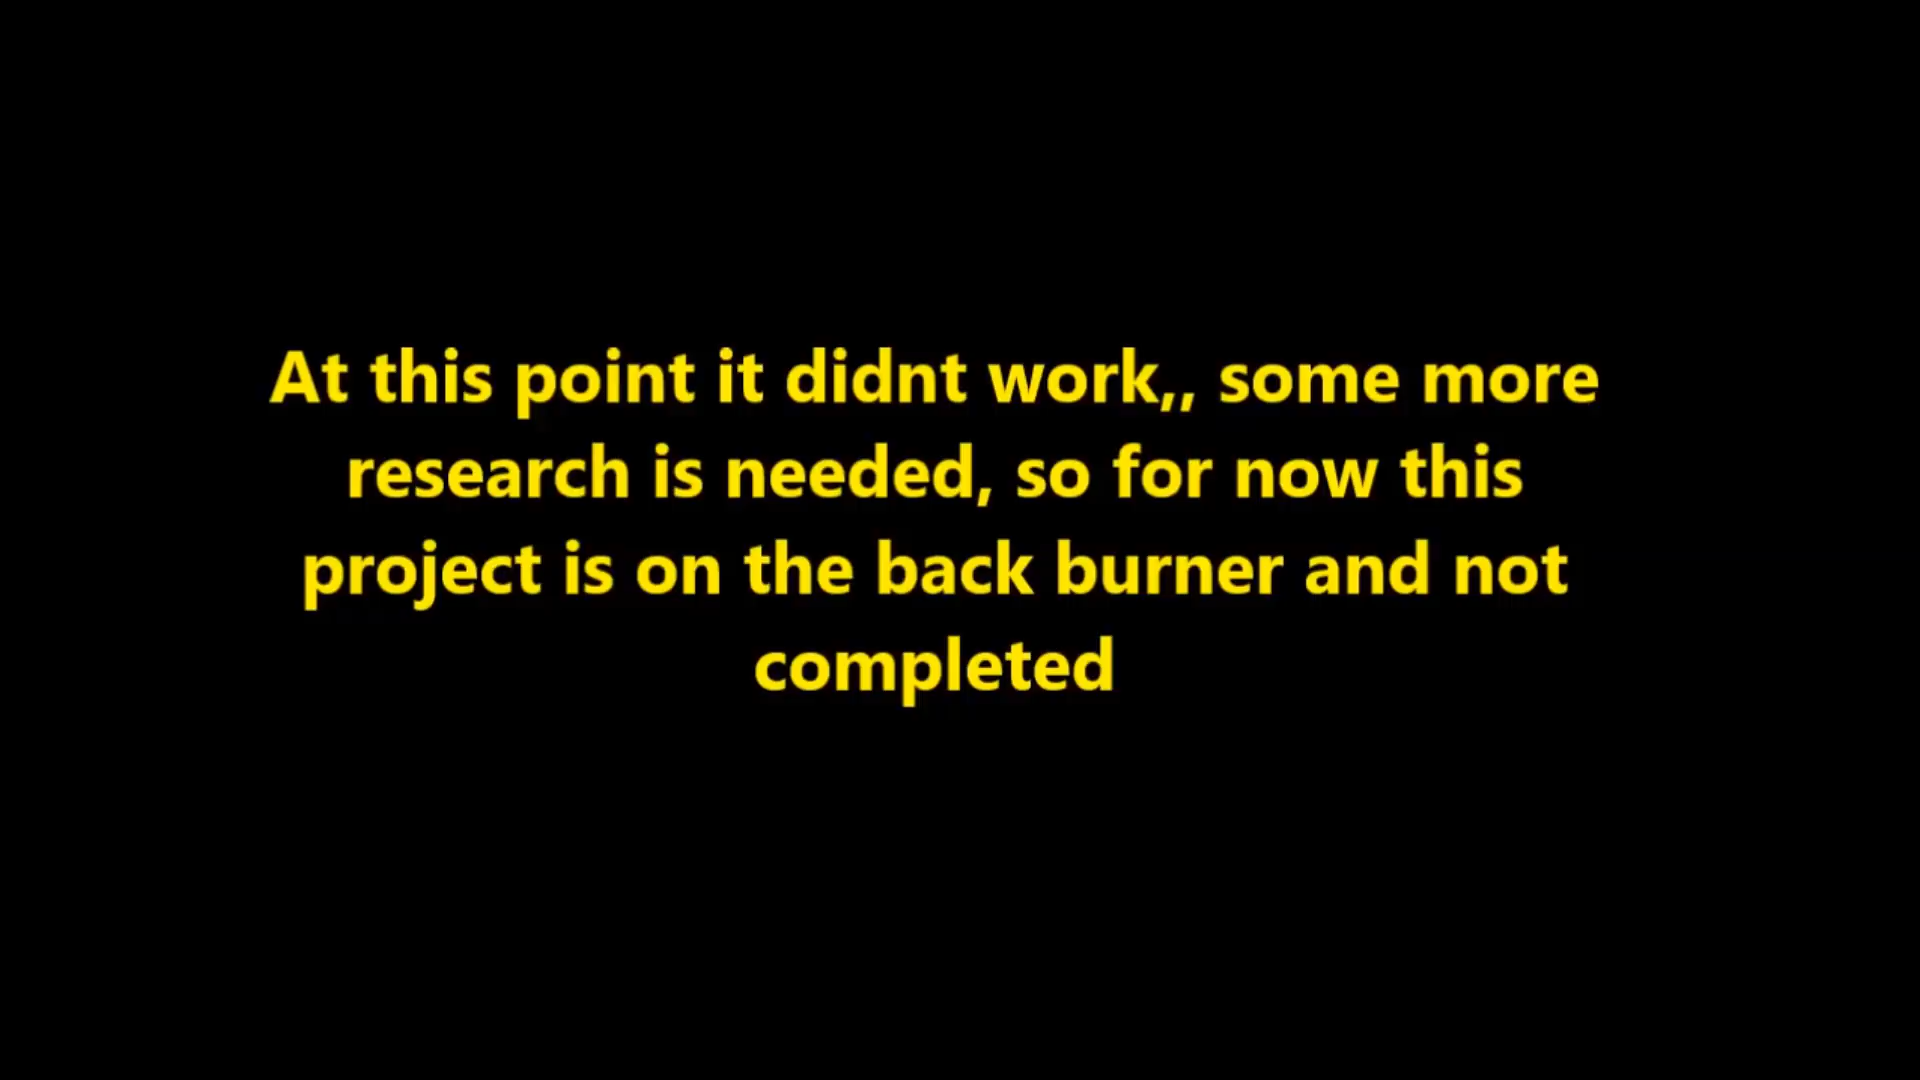 At this point it didnt work,, some more
research is needed, so for now this
project is on the back burner and not
completed